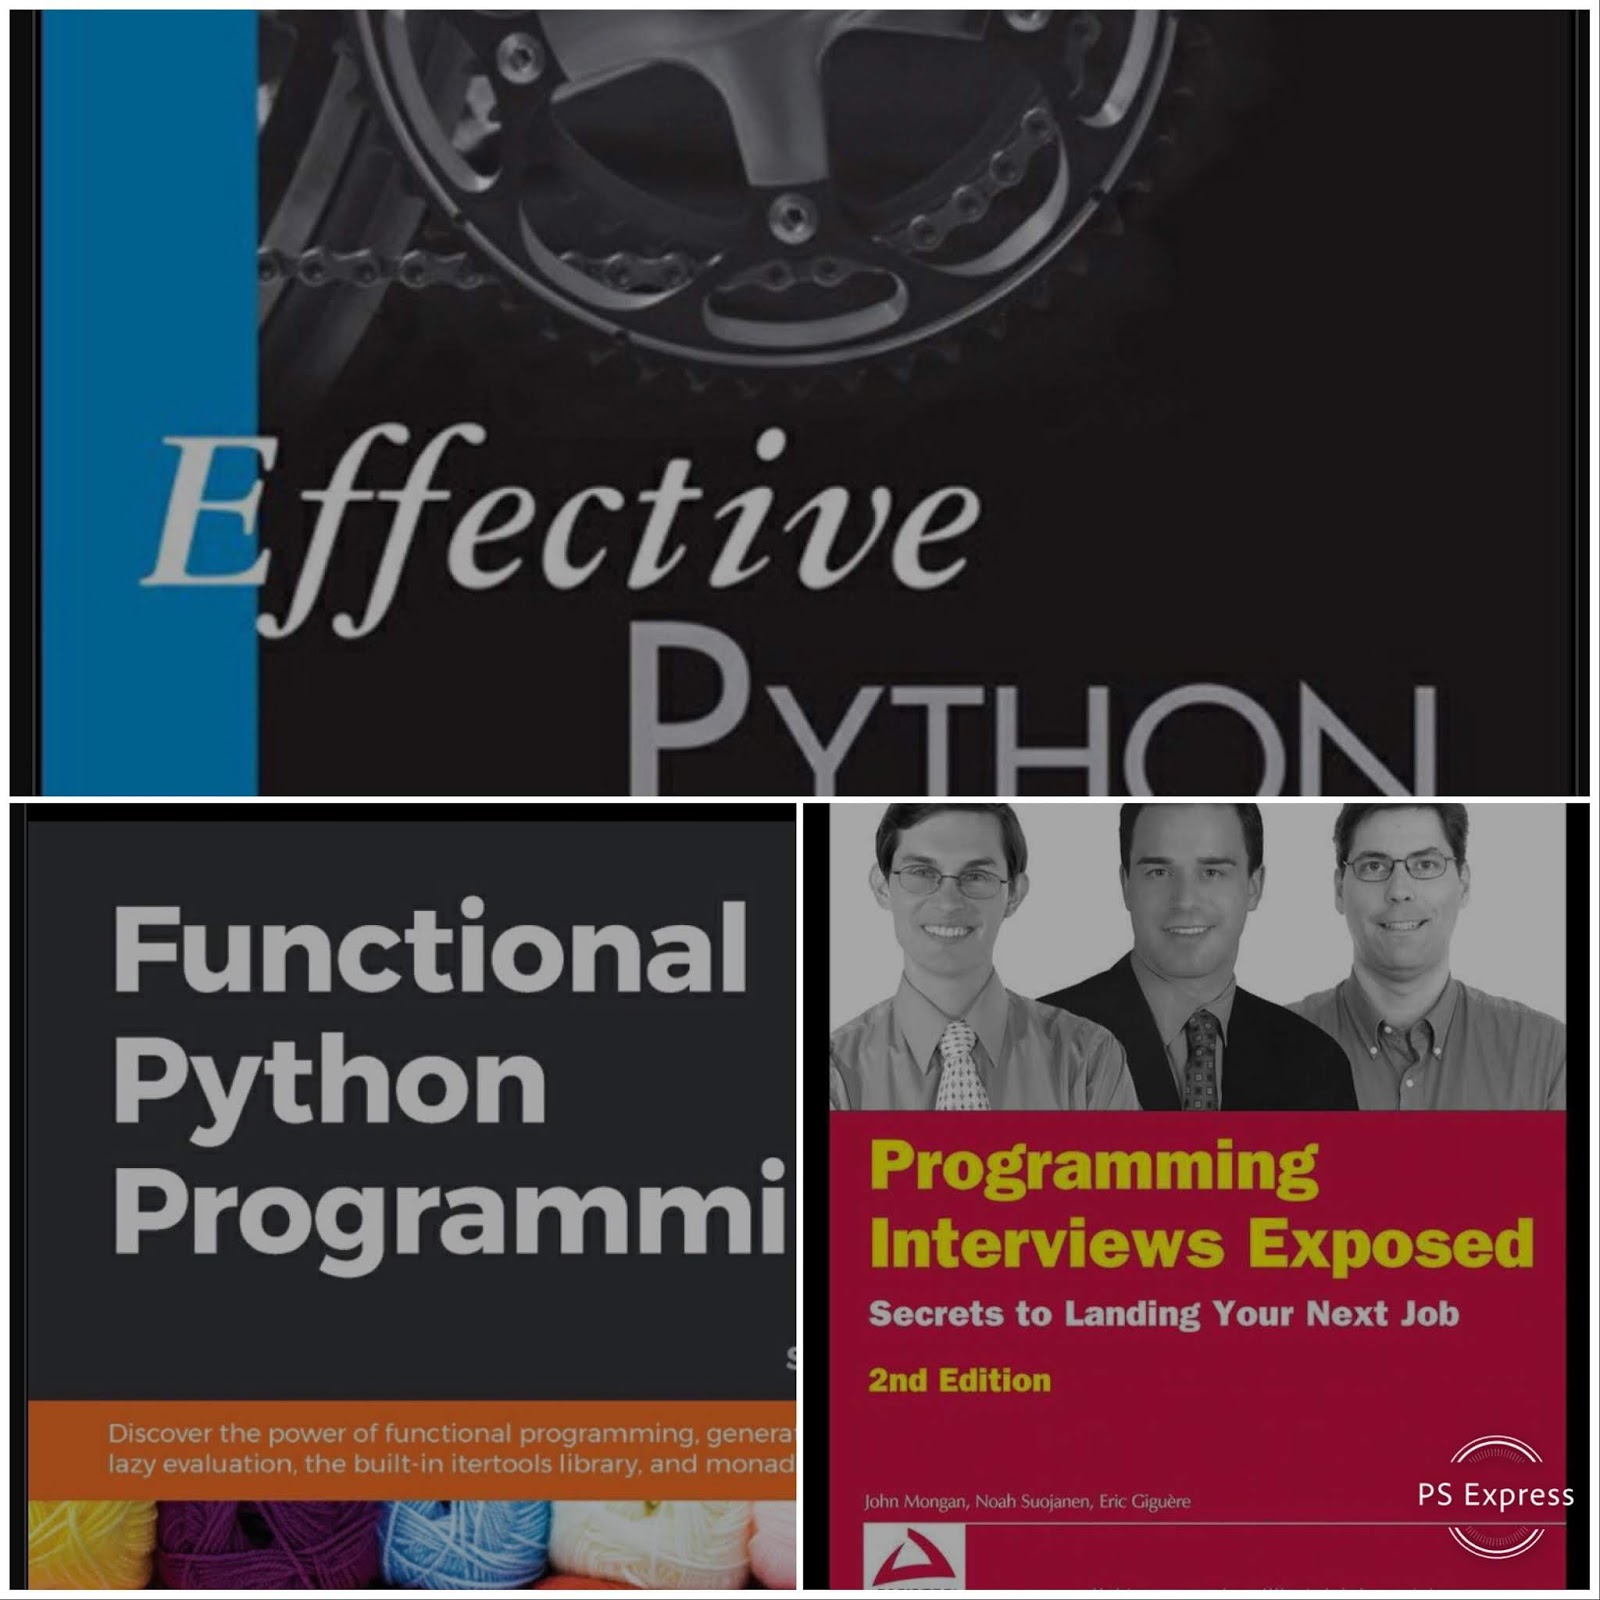 Effective
PYTHON
Functional
Python
Programmi
Discover the power of functional programming, genera
lazy evaluation, the built-in itertools library, and monad
Programming
Interviews Exposed
Secrets to Landing Your Next Job
2nd Edition
John Mongan, Noah Suojanen, Eric Giguère
PS Express